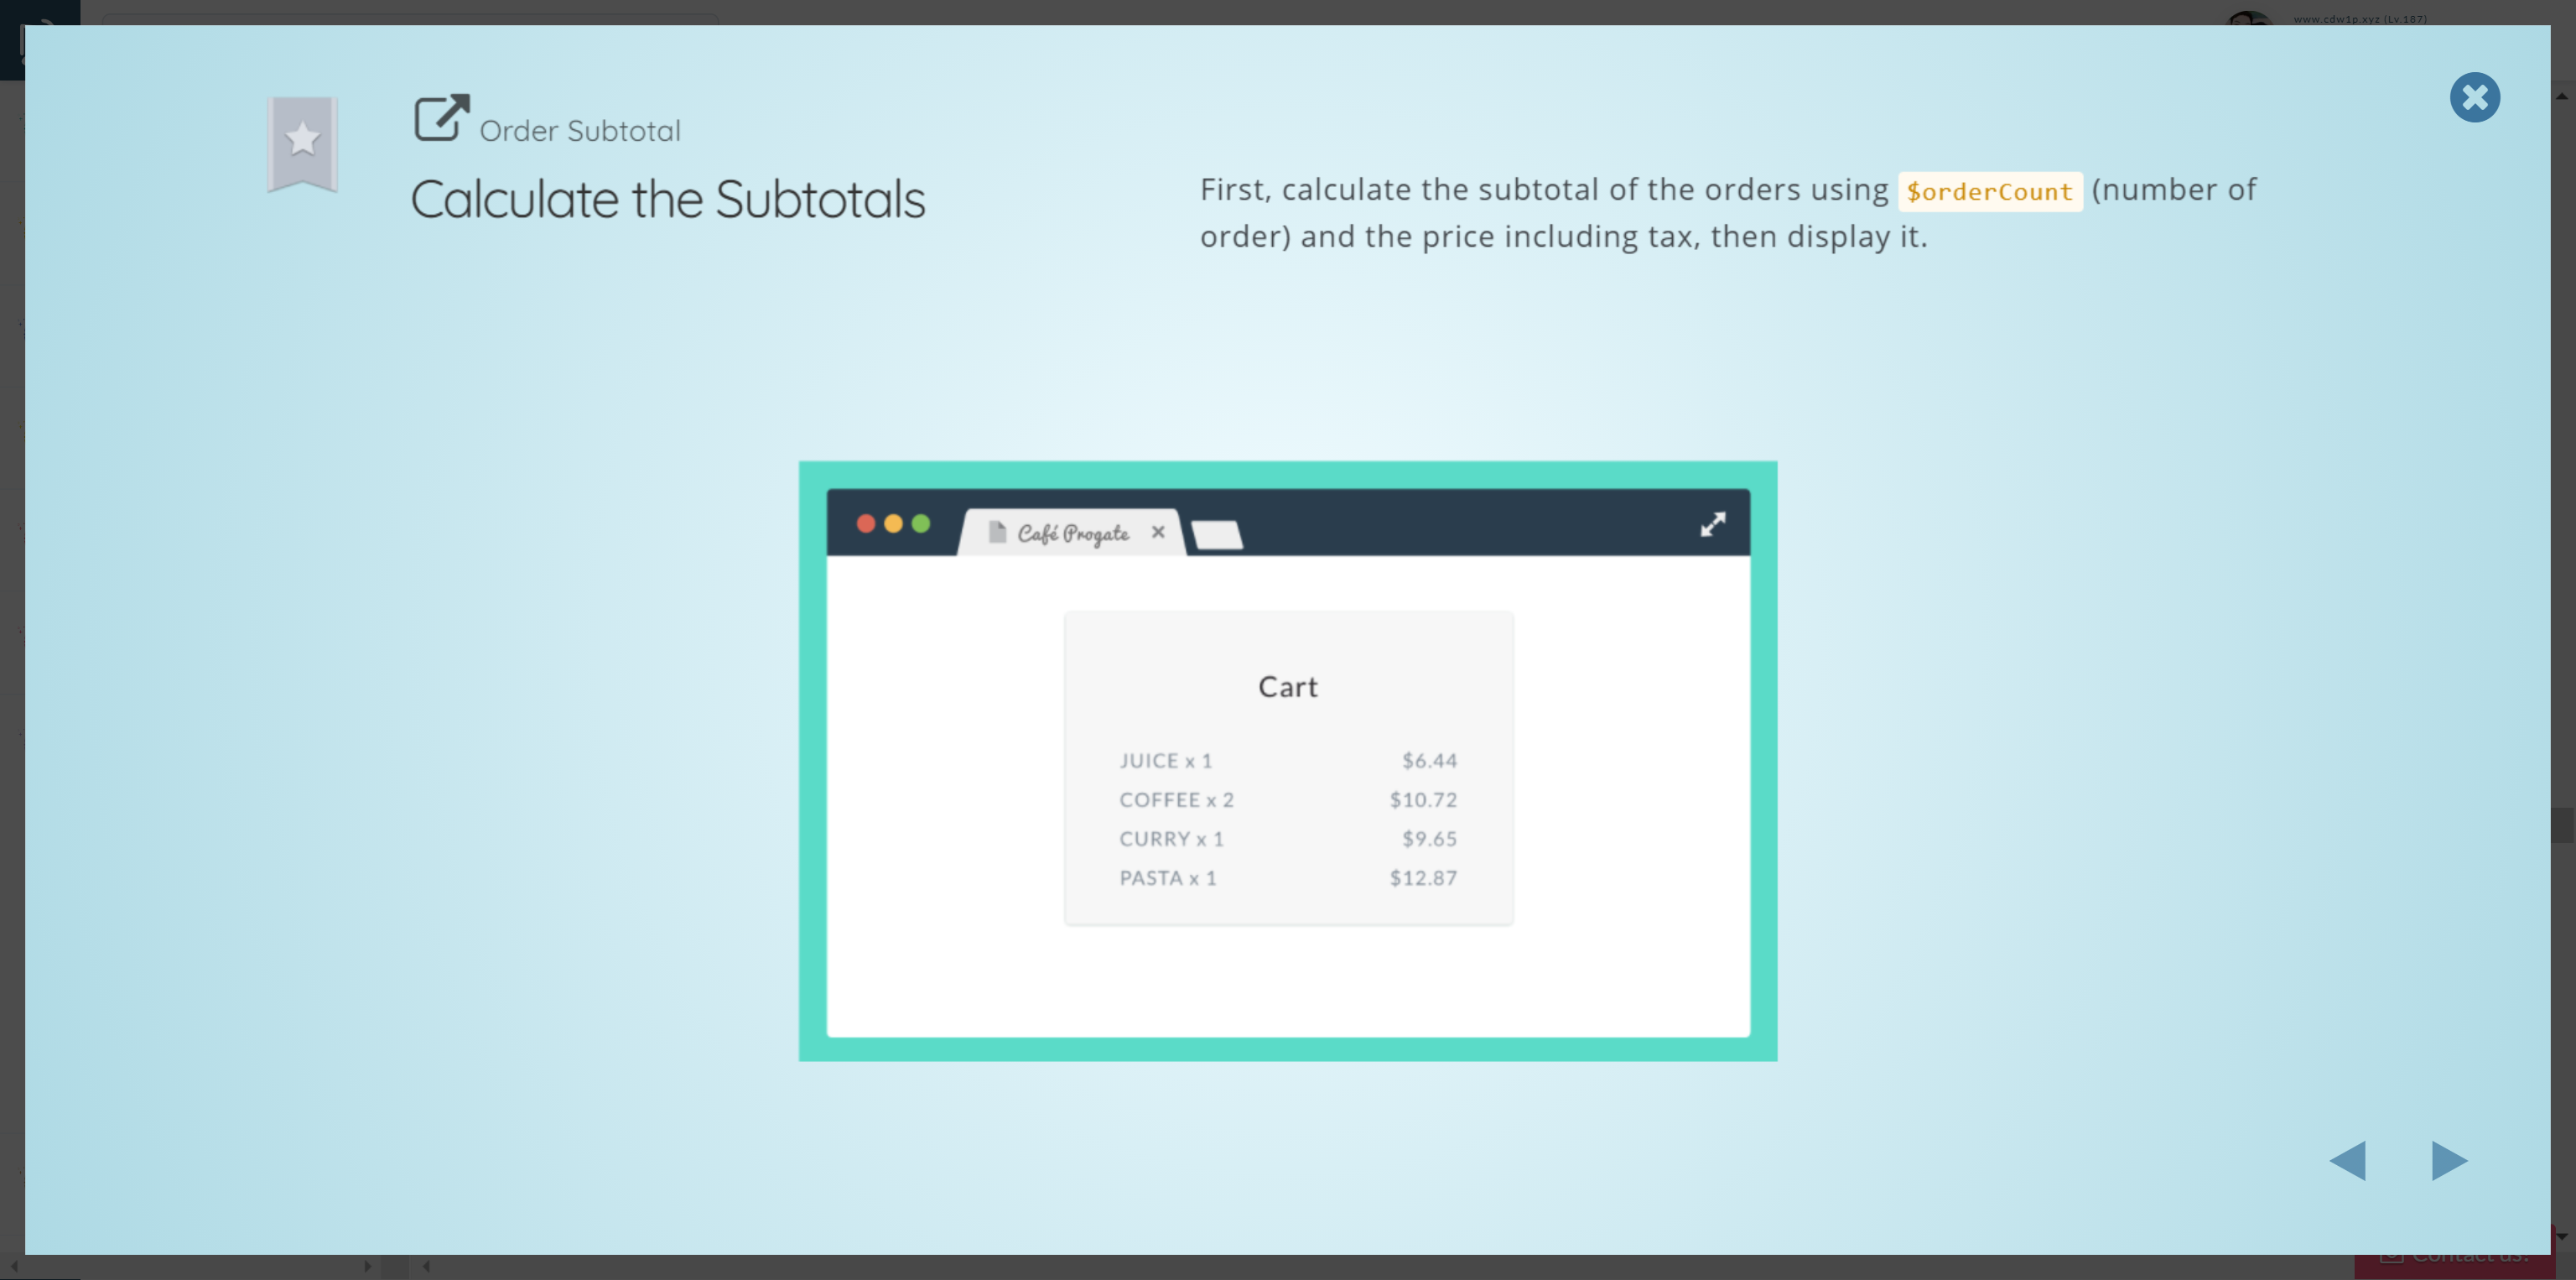 www.cdw1p.xyz (Lv.187)
Order Subtotal
Calculate the Subtotals
First, calculate the subtotal of the orders using $orderCount (number of
order) and the price including tax, then display it.
Café Progate
Cart
JUICE x 1 $6.44
COFFEE x 2 $10.72
CURRY x 1 $9.65
PASTA x 1 $12.87
Contact us!